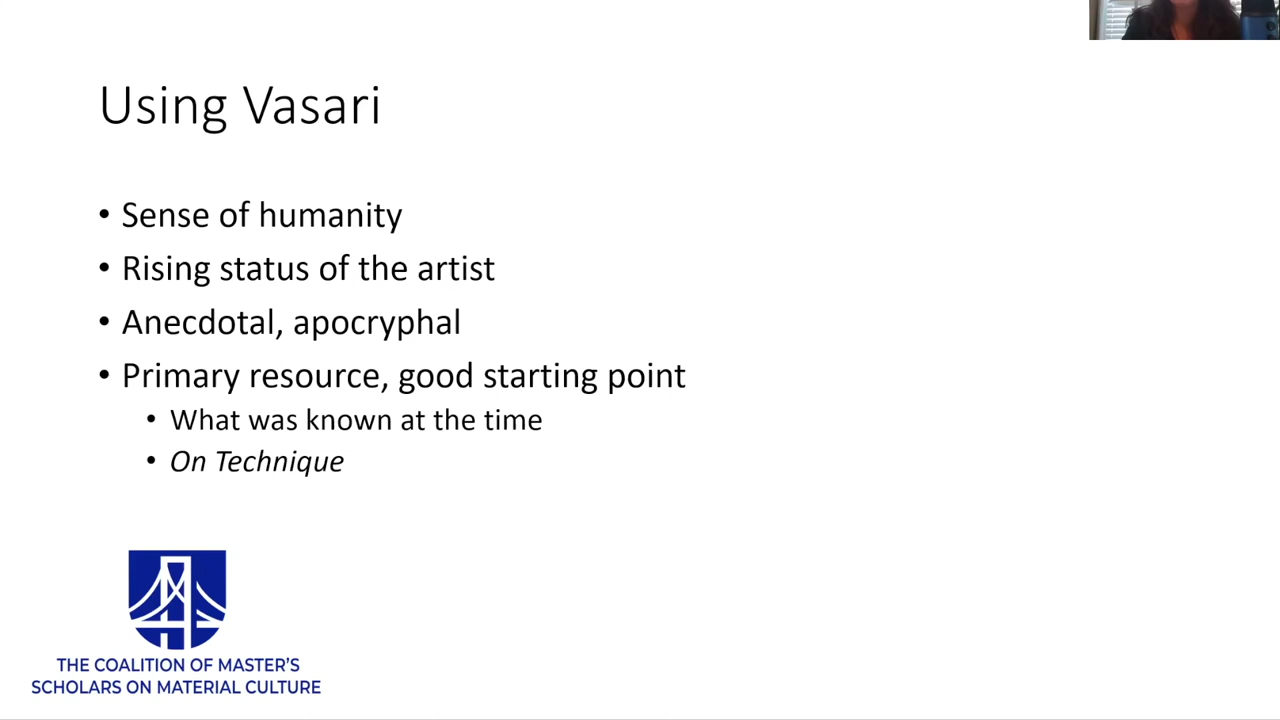 Using Vasari
• Sense of humanity
• Rising status of the artist
• Anecdotal, apocryphal
• Primary resource, good starting point
• What was known at the time
• On Technique
THE COALITION OF MASTER'S
SCHOLARS ON MATERIAL CULTURE